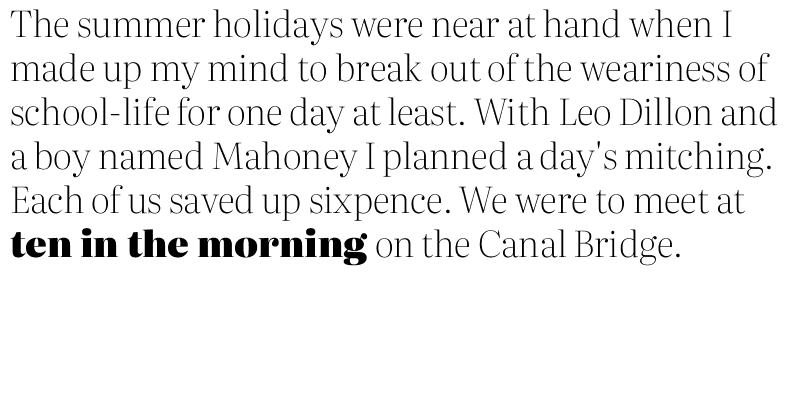 The summer holidays were near at hand when I
made up my mind to break out of the weariness of
school-life for one day at least. With Leo Dillon and
a boy named Mahoney I planned a day's mitching.
Each of us saved up sixpence. We were to meet at
ten in the morning on the Canal Bridge.